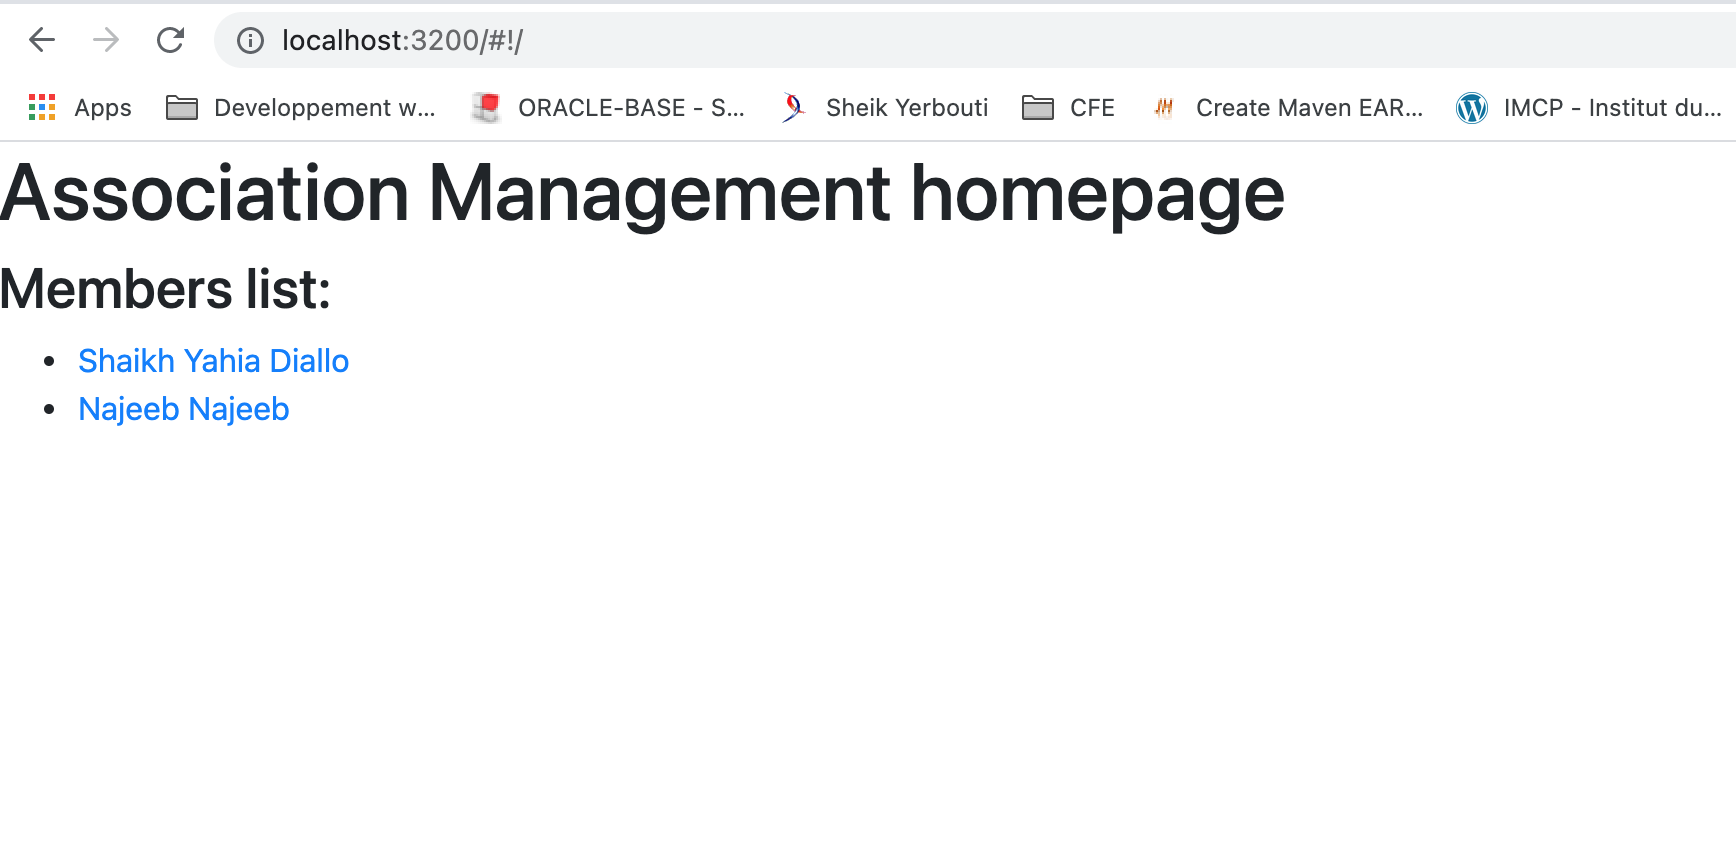 localhost:3200/#!/
Apps Developpement w... ORACLE-BASE - S... Sheik Yerbouti CFE Create Maven EAR... IMCP - Institut du...
Association Management homepage
Members list:
• Shaikh Yahia Diallo
• Najeeb Najeeb